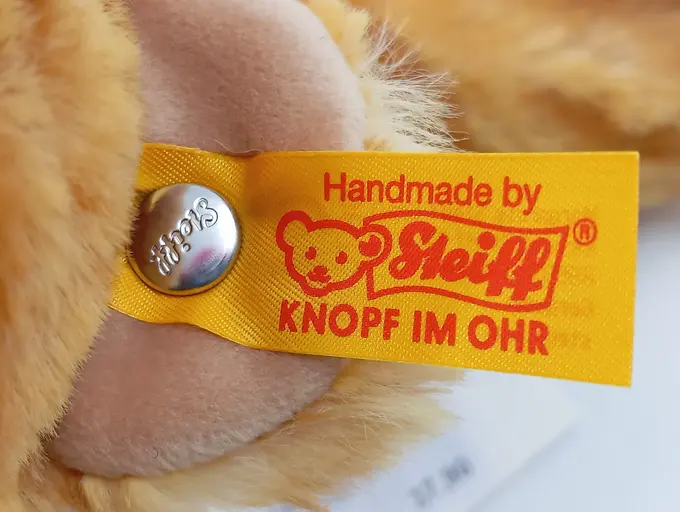 Steiff
Handmade by
Steiff®
KNOPF IM OHR